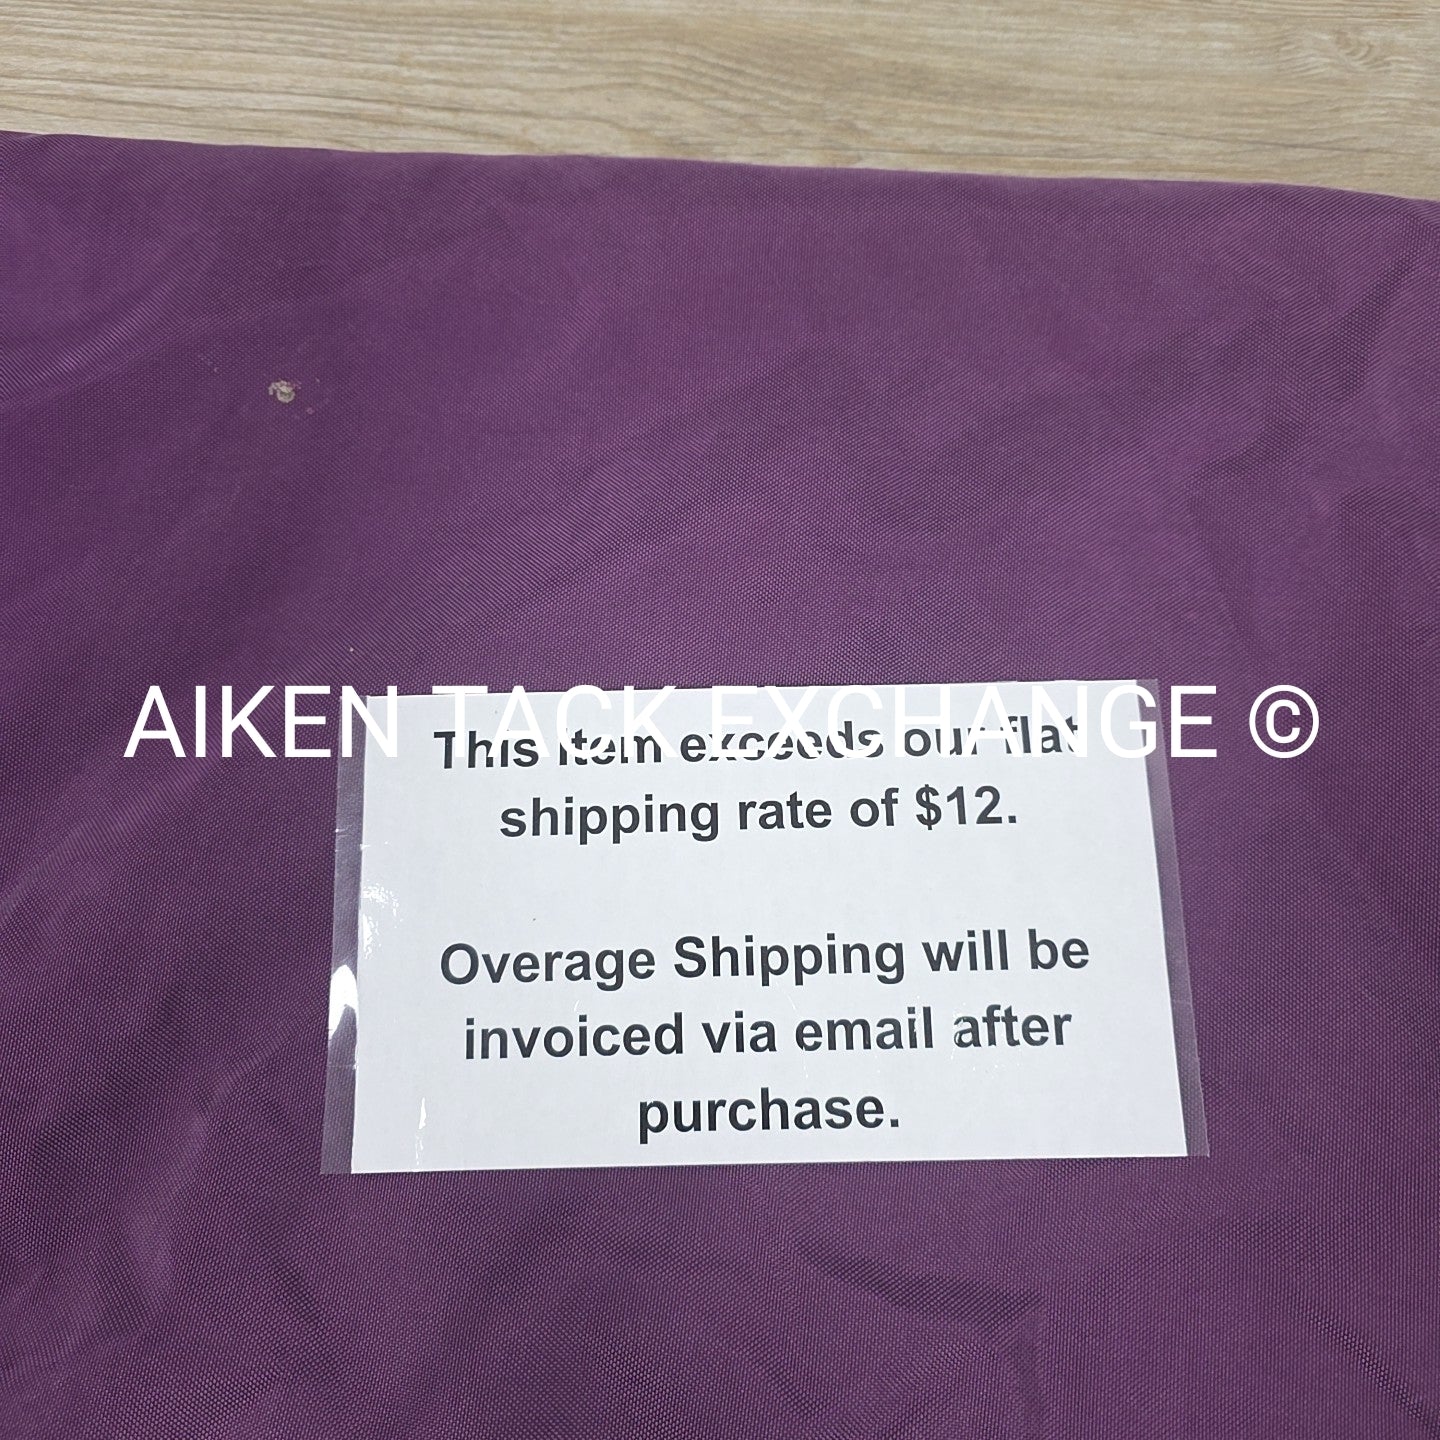 AIKEN TACK EXCHANGE ©
This item exceeds our flat
shipping rate of $12.
Overage Shipping will be
invoiced via email after
purchase.